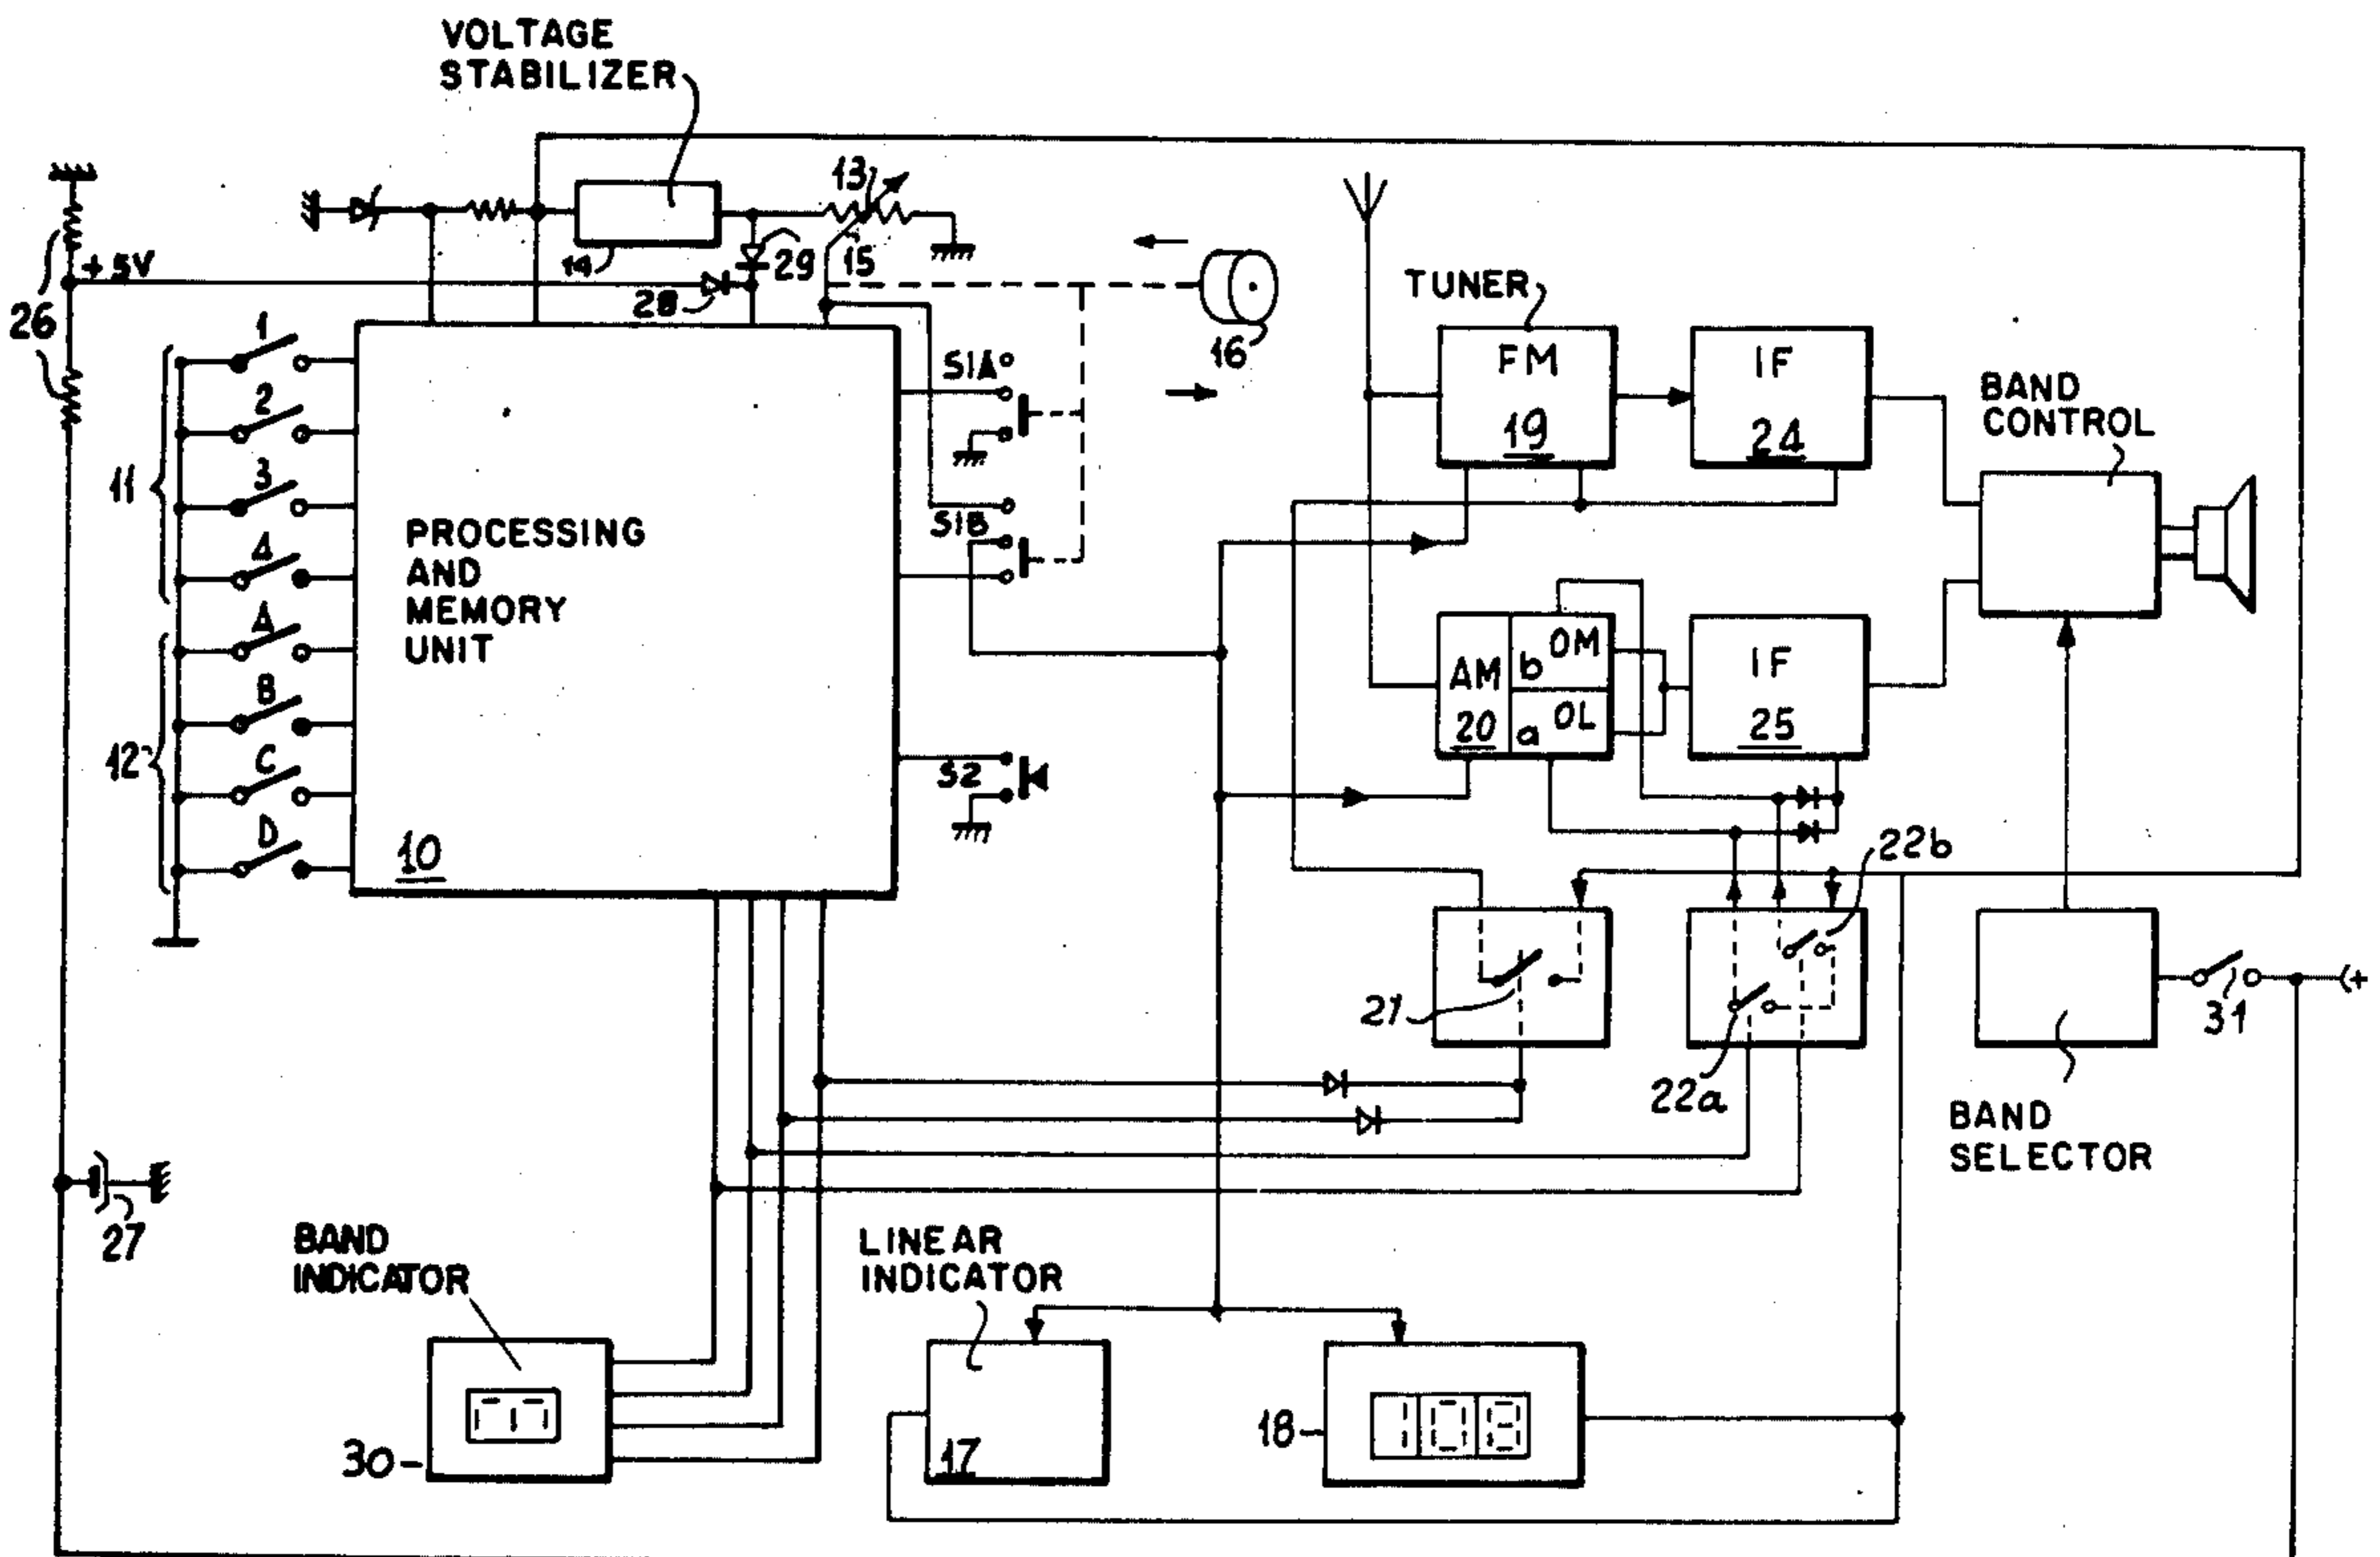 VOLTAGE
STABILIZER
13
14
29
15
+5V
28
26
16
TUNER
FM
19
IF
24
BAND
CONTROL
1
2
3
4
11
A
B
C
D
12
PROCESSING
AND
MEMORY
UNIT
10
S1A
S1B
S2
AM
20
b
OM
a
OL
IF
25
22b
21
22a
31
(+
BAND
SELECTOR
27
BAND
INDICATOR
30
LINEAR
INDICATOR
17
18
108